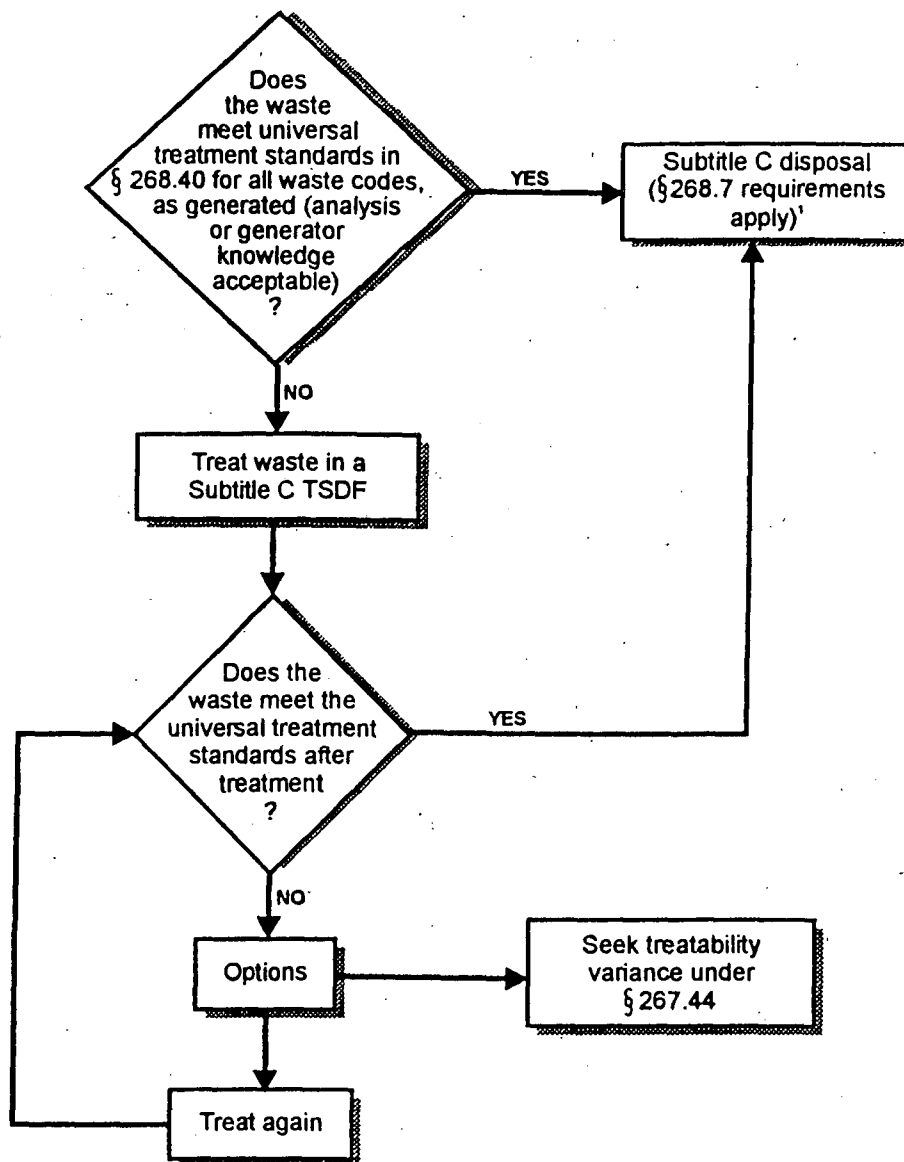 Does
the waste
meet universal
treatment standards in
§ 268.40 for all waste codes,
as generated (analysis
or generator
knowledge
acceptable)
?
YES
Subtitle C disposal
(§268.7 requirements
apply)¹
NO
Treat waste in a
Subtitle C TSDF
Does the
waste meet the
universal treatment
standards after
treatment
?
YES
NO
Options
Seek treatability
variance under
§ 267.44
Treat again